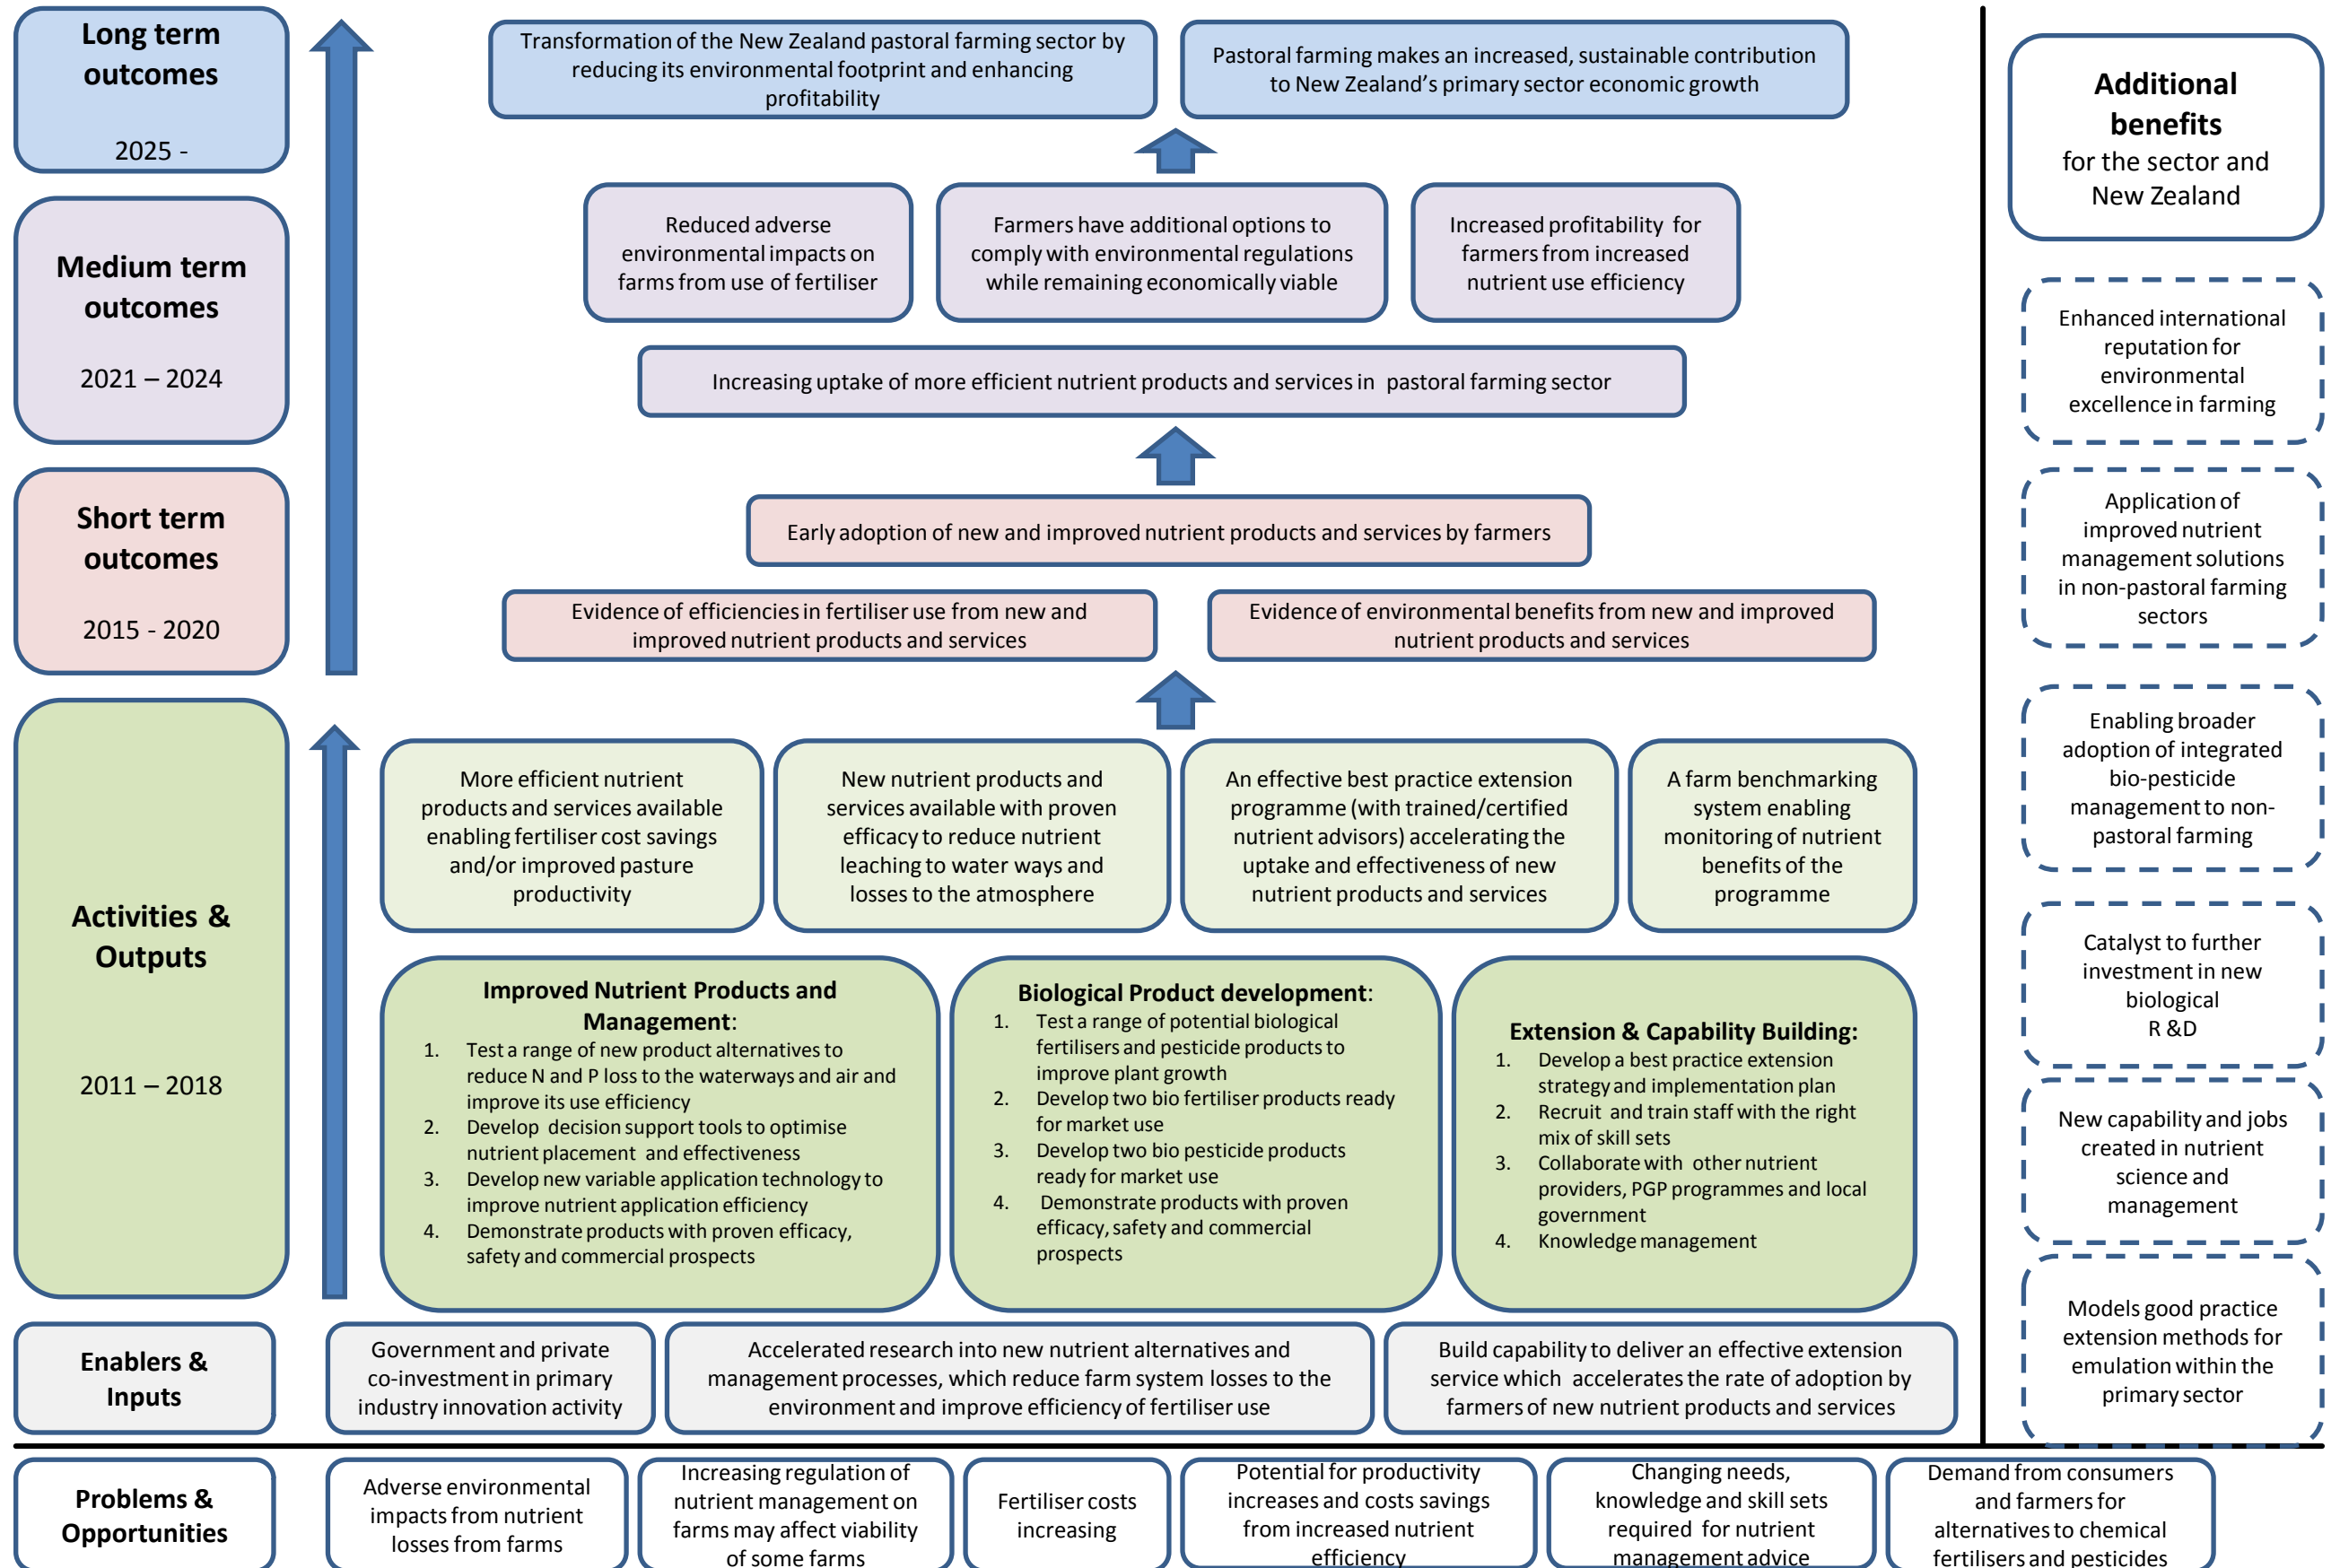 Long term
outcomes
2025 -
Transformation of the New Zealand pastoral farming sector by
reducing its environmental footprint and enhancing
profitability
Pastoral farming makes an increased, sustainable contribution
to New Zealand's primary sector economic growth
Medium term
outcomes
2021 – 2024
Reduced adverse
environmental impacts on
farms from use of fertiliser
Farmers have additional options to
comply with environmental regulations
while remaining economically viable
Increased profitability for
farmers from increased
nutrient use efficiency
Increasing uptake of more efficient nutrient products and services in pastoral farming sector
Short term
outcomes
2015 - 2020
Early adoption of new and improved nutrient products and services by farmers
Evidence of efficiencies in fertiliser use from new and
improved nutrient products and services
Evidence of environmental benefits from new and improved
nutrient products and services
Activities &
Outputs
2011 – 2018
More efficient nutrient
products and services available
enabling fertiliser cost savings
and/or improved pasture
productivity
New nutrient products and
services available with proven
efficacy to reduce nutrient
leaching to water ways and
losses to the atmosphere
An effective best practice extension
programme (with trained/certified
nutrient advisors) accelerating the
uptake and effectiveness of new
nutrient products and services
A farm benchmarking
system enabling
monitoring of nutrient
benefits of the
programme
Improved Nutrient Products and
Management:
1. Test a range of new product alternatives to
reduce N and P loss to the waterways and air and
improve its use efficiency
2. Develop decision support tools to optimise
nutrient placement and effectiveness
3. Develop new variable application technology to
improve nutrient application efficiency
4. Demonstrate products with proven efficacy,
safety and commercial prospects
Biological Product development:
1. Test a range of potential biological
fertilisers and pesticide products to
improve plant growth
2. Develop two bio fertiliser products ready
for market use
3. Develop two bio pesticide products
ready for market use
4. Demonstrate products with proven
efficacy, safety and commercial
prospects
Extension & Capability Building:
1. Develop a best practice extension
strategy and implementation plan
2. Recruit and train staff with the right
mix of skill sets
3. Collaborate with other nutrient
providers, PGP programmes and local
government
4. Knowledge management
Enablers &
Inputs
Government and private
co-investment in primary
industry innovation activity
Accelerated research into new nutrient alternatives and
management processes, which reduce farm system losses to the
environment and improve efficiency of fertiliser use
Build capability to deliver an effective extension
service which accelerates the rate of adoption by
farmers of new nutrient products and services
Problems &
Opportunities
Adverse environmental
impacts from nutrient
losses from farms
Increasing regulation of
nutrient management on
farms may affect viability
of some farms
Fertiliser costs
increasing
Potential for productivity
increases and costs savings
from increased nutrient
efficiency
Changing needs,
knowledge and skill sets
required for nutrient
management advice
Demand from consumers
and farmers for
alternatives to chemical
fertilisers and pesticides
Additional
benefits
for the sector and
New Zealand
Enhanced international
reputation for
environmental
excellence in farming
Application of
improved nutrient
management solutions
in non-pastoral farming
sectors
Enabling broader
adoption of integrated
bio-pesticide
management to non-
pastoral farming
Catalyst to further
investment in new
biological
R &D
New capability and jobs
created in nutrient
science and
management
Models good practice
extension methods for
emulation within the
primary sector